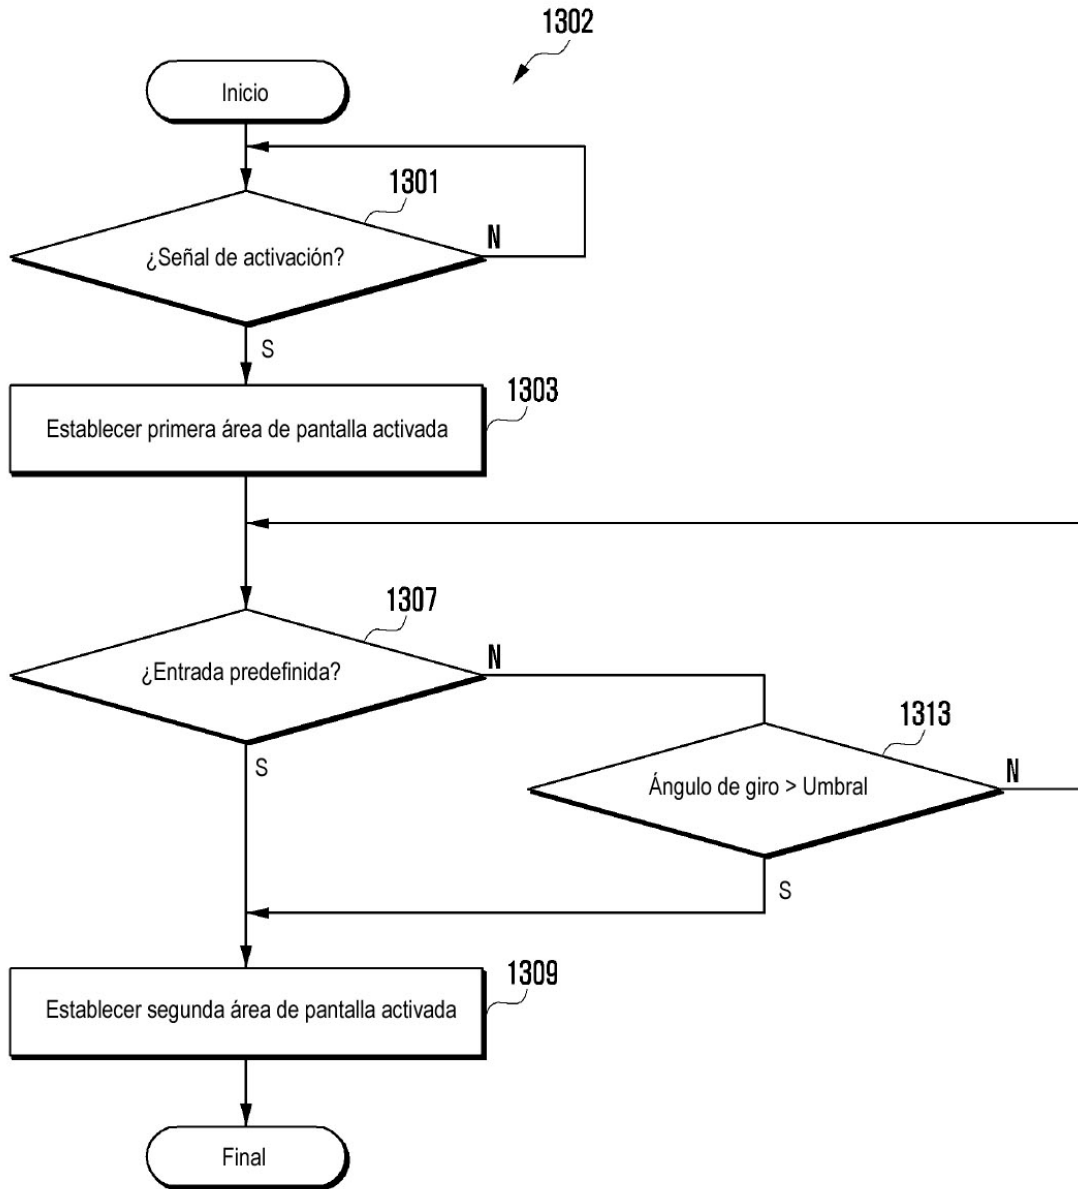 1302
Inicio
1301
¿Señal de activación?
N
S
1303
Establecer primera área de pantalla activada
1307
¿Entrada predefinida?
N
1313
Ángulo de giro > Umbral
N
S
S
1309
Establecer segunda área de pantalla activada
Final